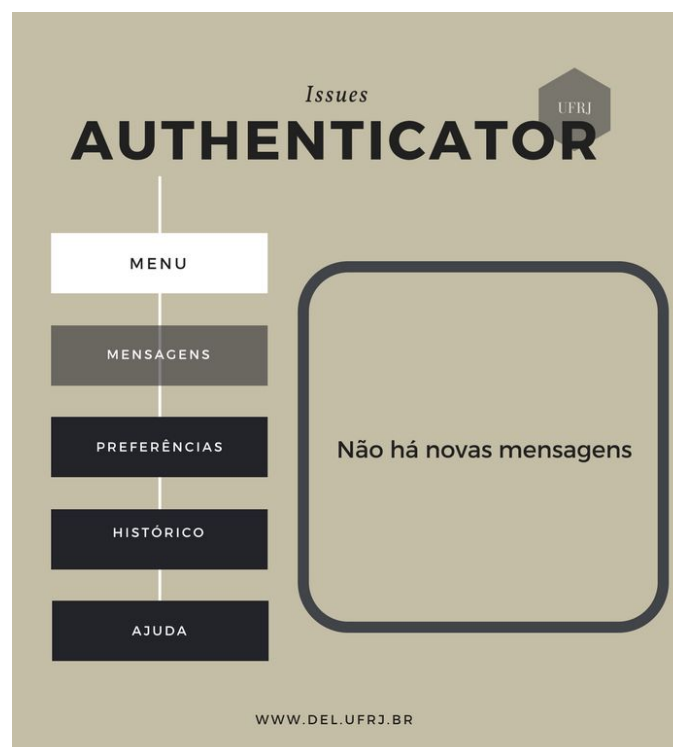 Issues
UFRJ
AUTHENTICATOR
MENU
MENSAGENS
PREFERÊNCIAS
Não há novas mensagens
HISTÓRICO
AJUDA
WWW.DEL.UFRJ.BR